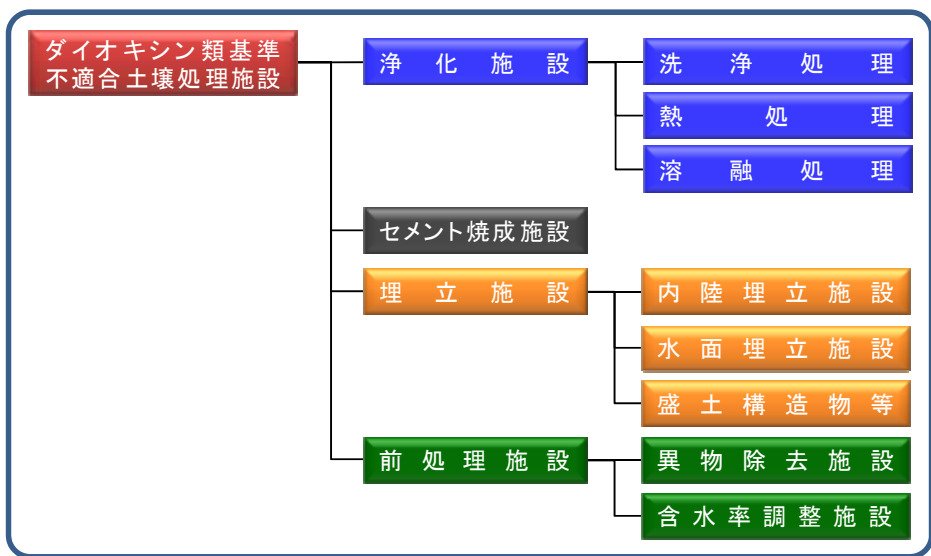 ダイオキシン類基準
不適合土壌処理施設
浄化施設
洗浄処理
熱処理
溶融処理
セメント焼成施設
埋立施設
内陸埋立施設
水面埋立施設
盛土構造物等
前処理施設
異物除去施設
含水率調整施設